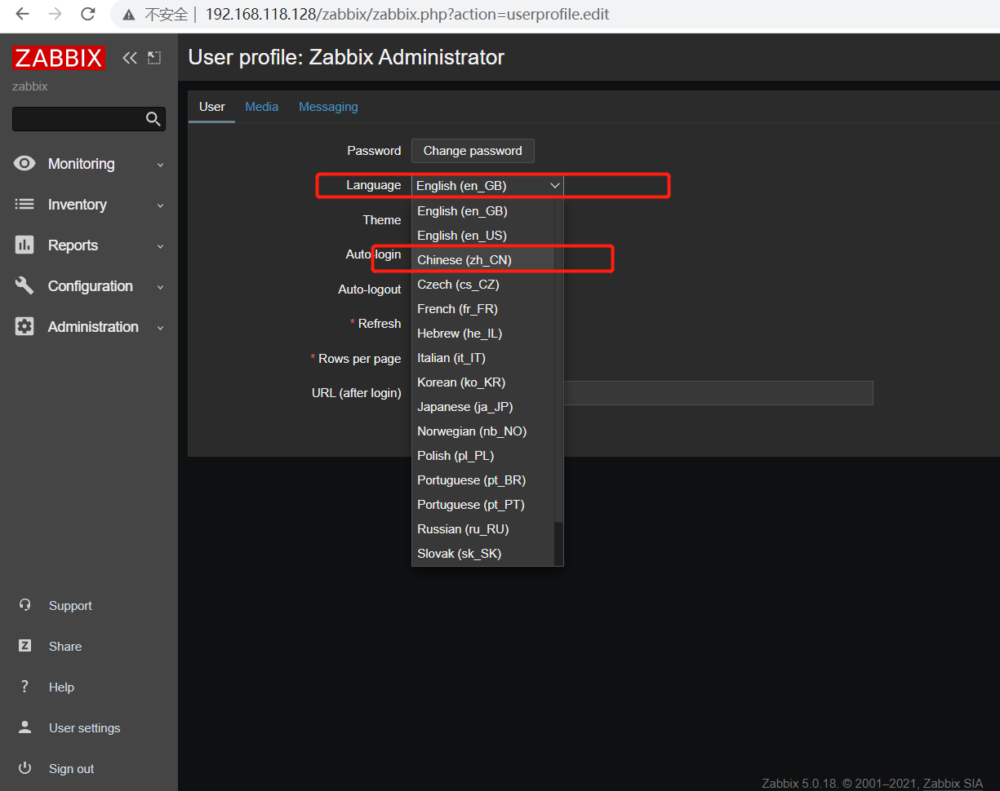 不安全 | 192.168.118.128/zabbix/zabbix.php?action=userprofile.edit
ZABBIX
zabbix
Monitoring
Inventory
Reports
Configuration
Administration
Support
Share
Help
User settings
Sign out
User profile: Zabbix Administrator
User Media Messaging
Password Change password
Language English (en_GB)
Theme
Auto-login
Auto-logout
* Refresh
* Rows per page
URL (after login)
English (en_GB)
English (en_US)
Chinese (zh_CN)
Czech (cs_CZ)
French (fr_FR)
Hebrew (he_IL)
Italian (it_IT)
Korean (ko_KR)
Japanese (ja_JP)
Norwegian (nb_NO)
Polish (pl_PL)
Portuguese (pt_BR)
Portuguese (pt_PT)
Russian (ru_RU)
Slovak (sk_SK)
Zabbix 5.0.18. © 2001–2021, Zabbix SIA